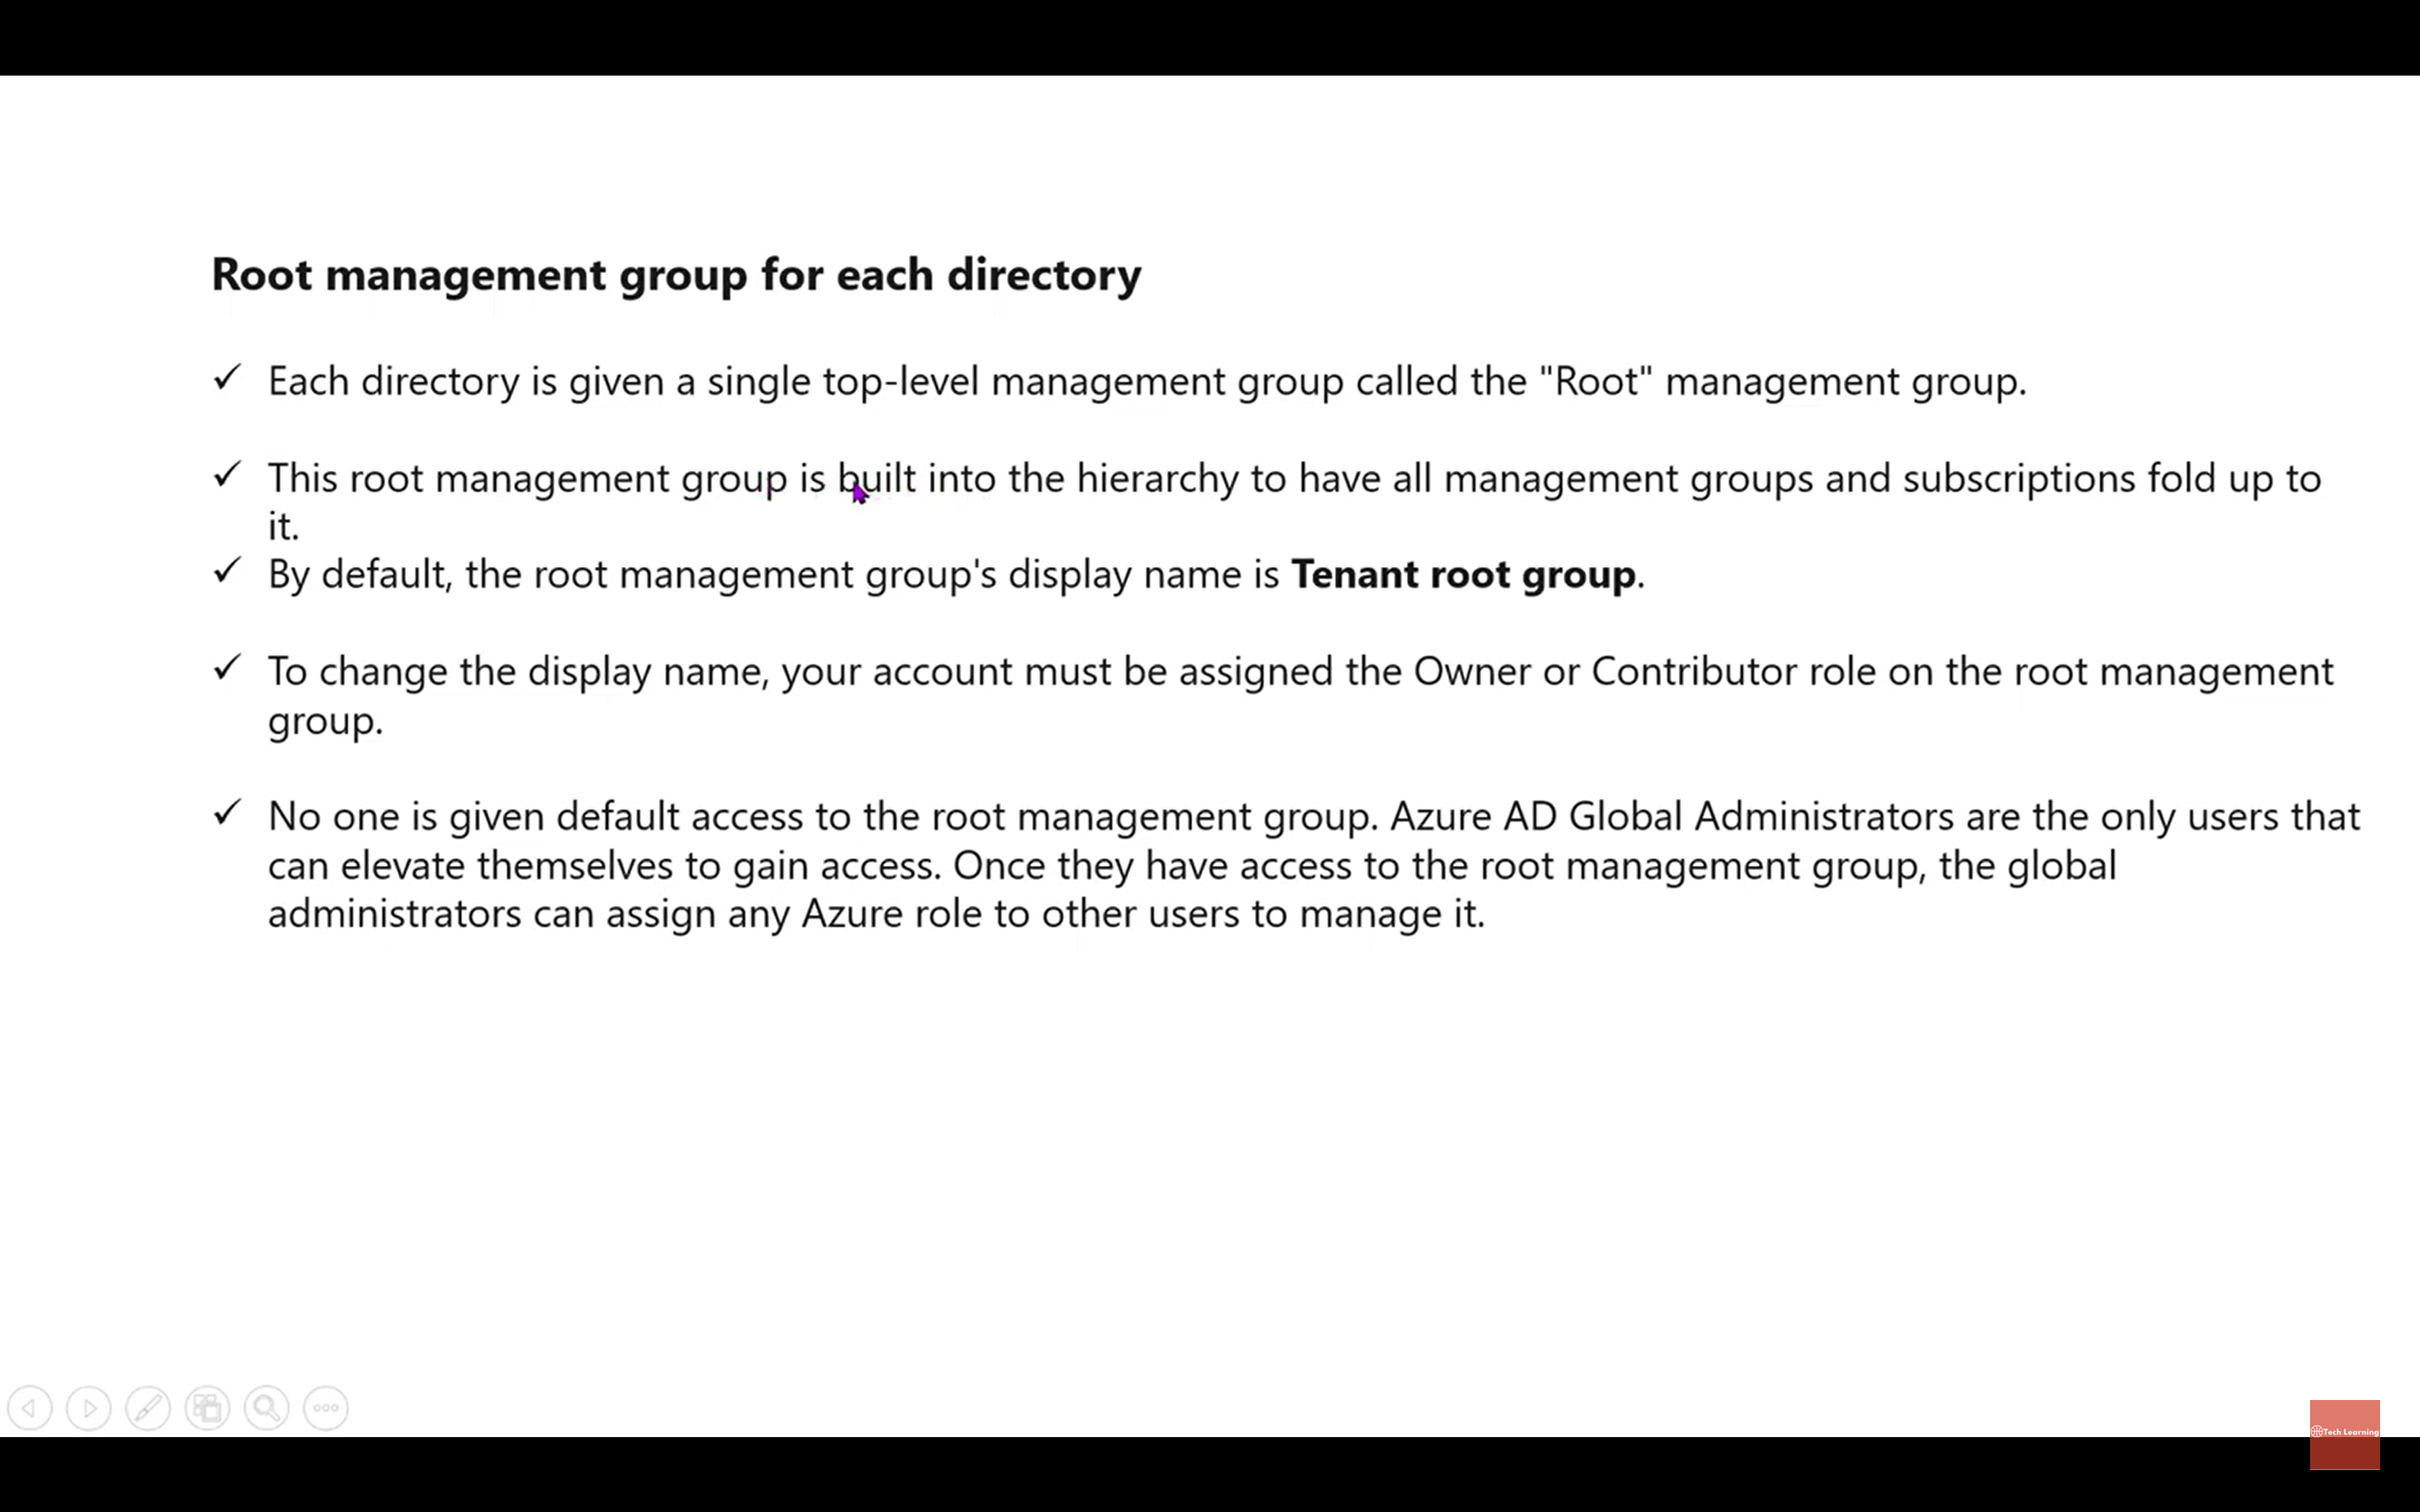 Root management group for each directory
✓ Each directory is given a single top-level management group called the "Root" management group.
✓ This root management group is built into the hierarchy to have all management groups and subscriptions fold up to
it.
✓ By default, the root management group's display name is Tenant root group.
✓ To change the display name, your account must be assigned the Owner or Contributor role on the root management
group.
✓ No one is given default access to the root management group. Azure AD Global Administrators are the only users that
can elevate themselves to gain access. Once they have access to the root management group, the global
administrators can assign any Azure role to other users to manage it.
Tech Learning